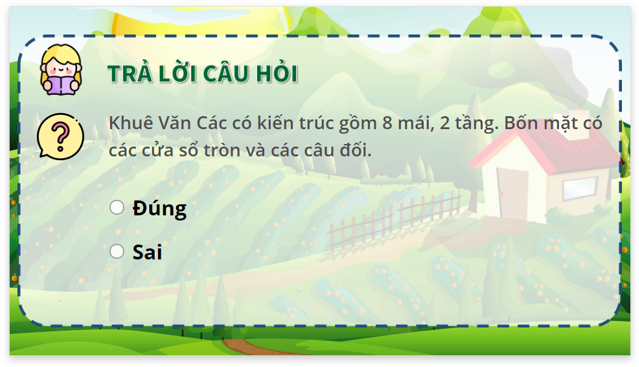 TRẢ LỜI CÂU HỎI
?
Khuê Văn Các có kiến trúc gồm 8 mái, 2 tầng. Bốn mặt có
các cửa sổ tròn và các câu đối.
Đúng
Sai